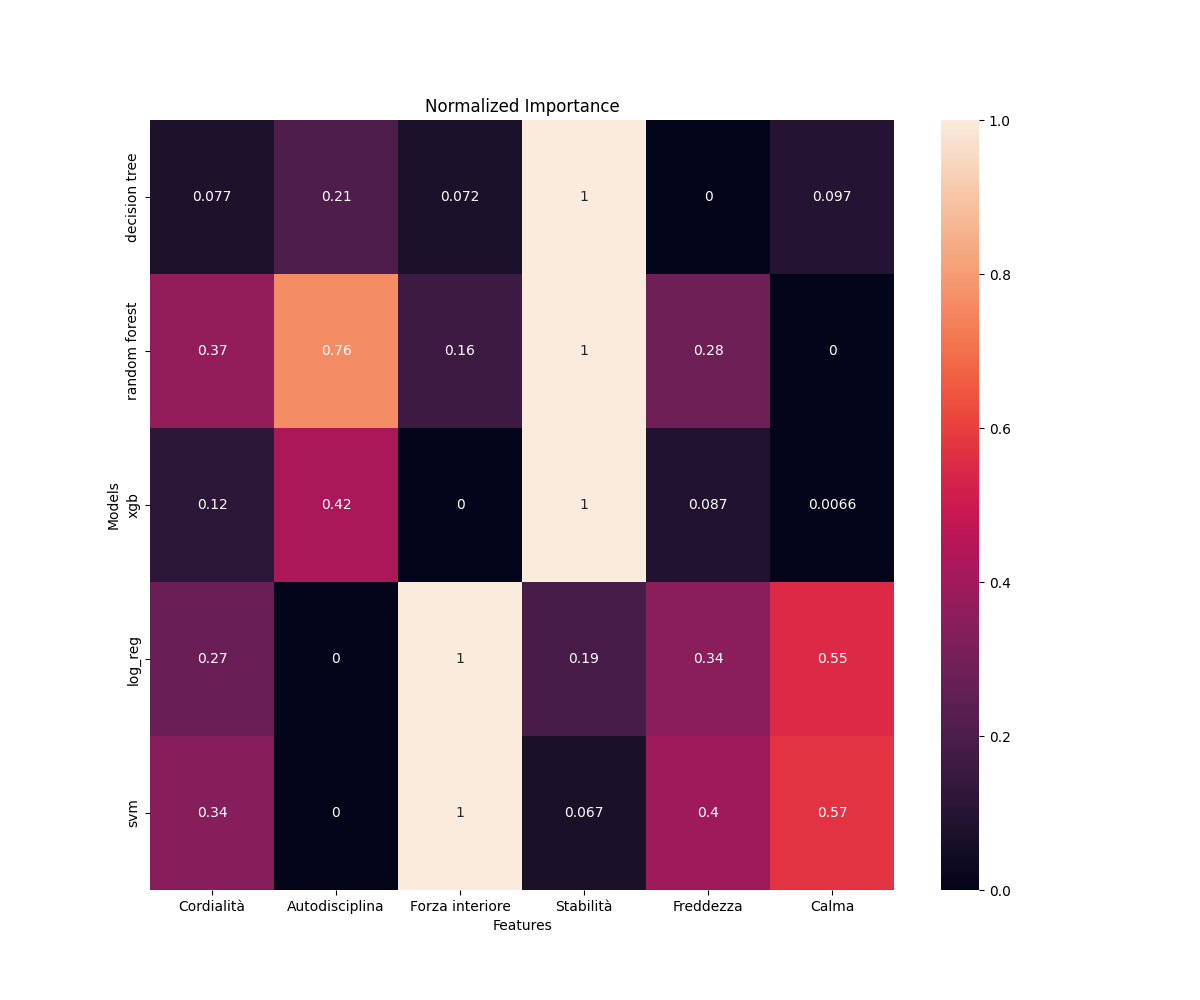 Normalized Importance
decision tree
0.077 0.21 0.072 1 0 0.097
random forest
0.37 0.76 0.16 1 0.28 0
Models
xgb
0.12 0.42 0 1 0.087 0.0066
log_reg
0.27 0 1 0.19 0.34 0.55
svm
0.34 0 1 0.067 0.4 0.57
Cordialità Autodisciplina Forza interiore Stabilità Freddezza Calma
Features
1.0
0.8
0.6
0.4
0.2
0.0